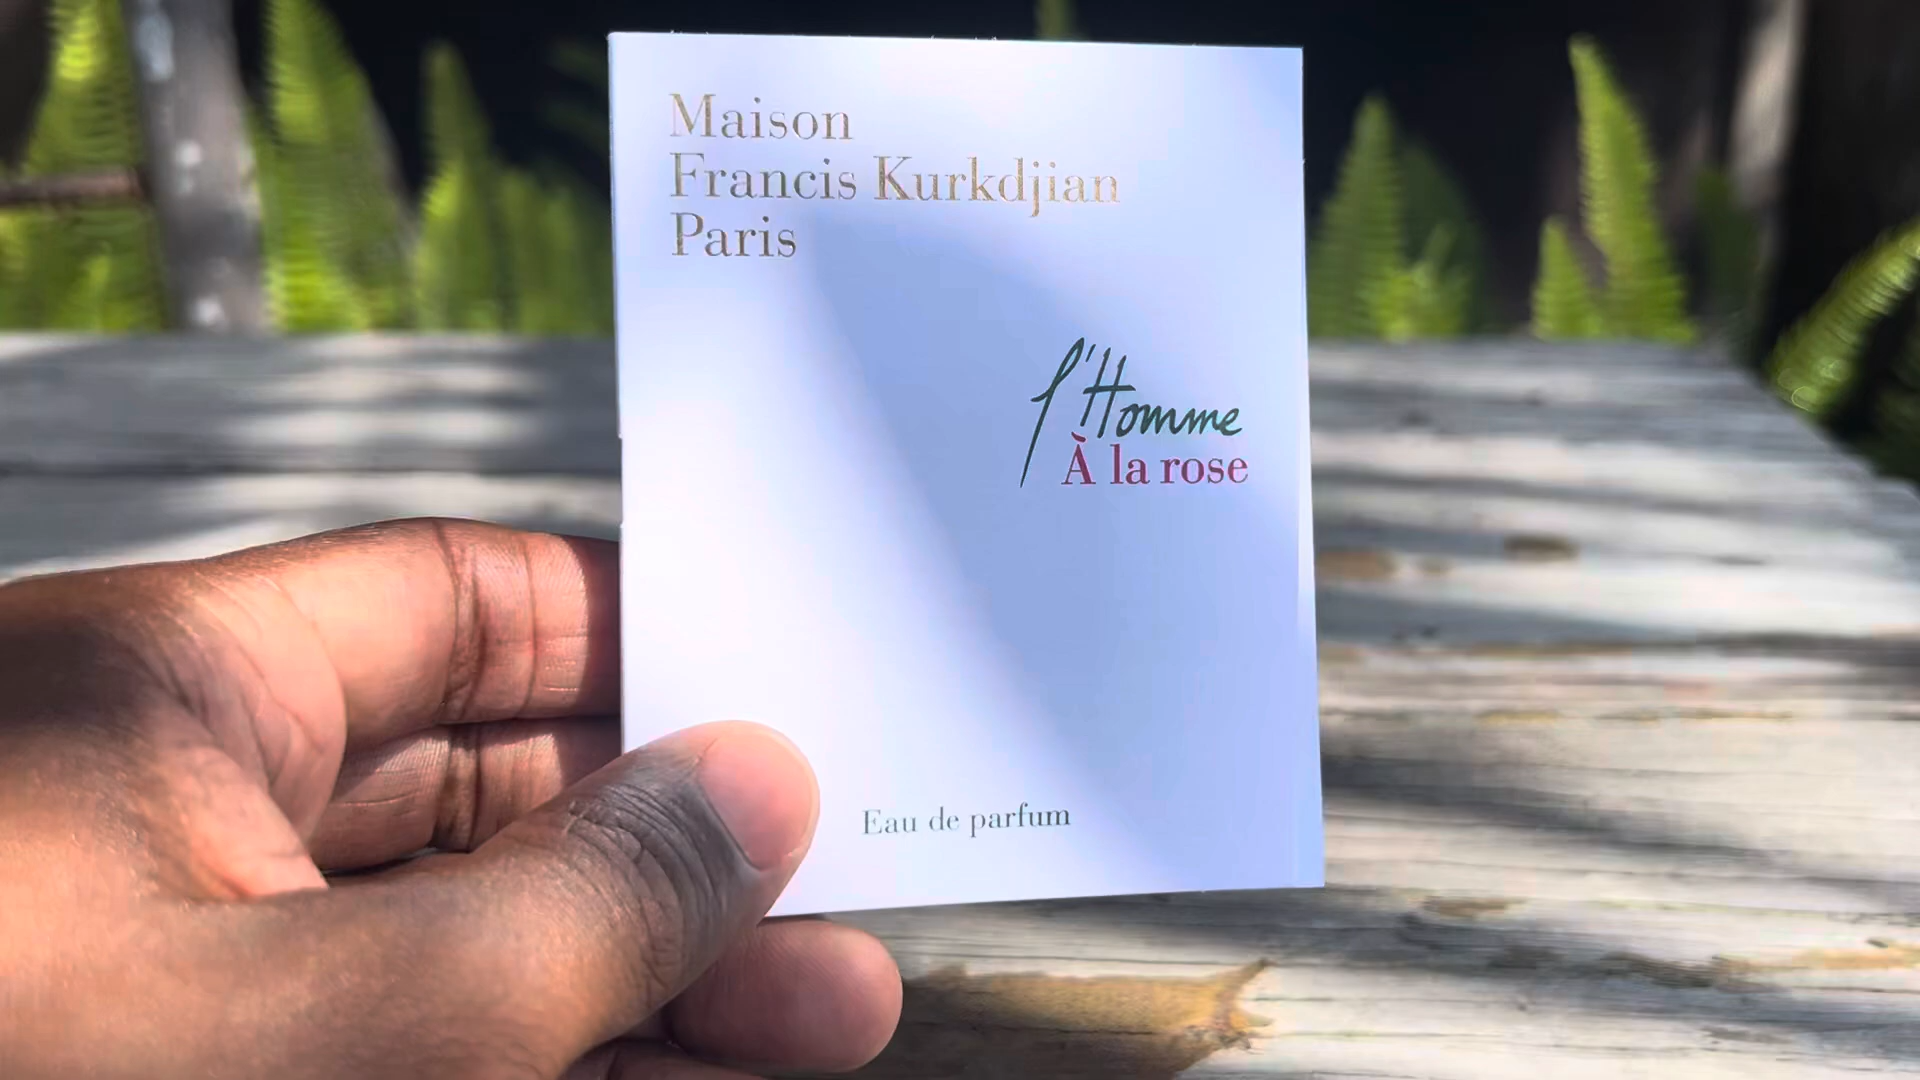 Maison
Francis Kurkdjian
Paris
l'Homme
À la rose
Eau de parfum